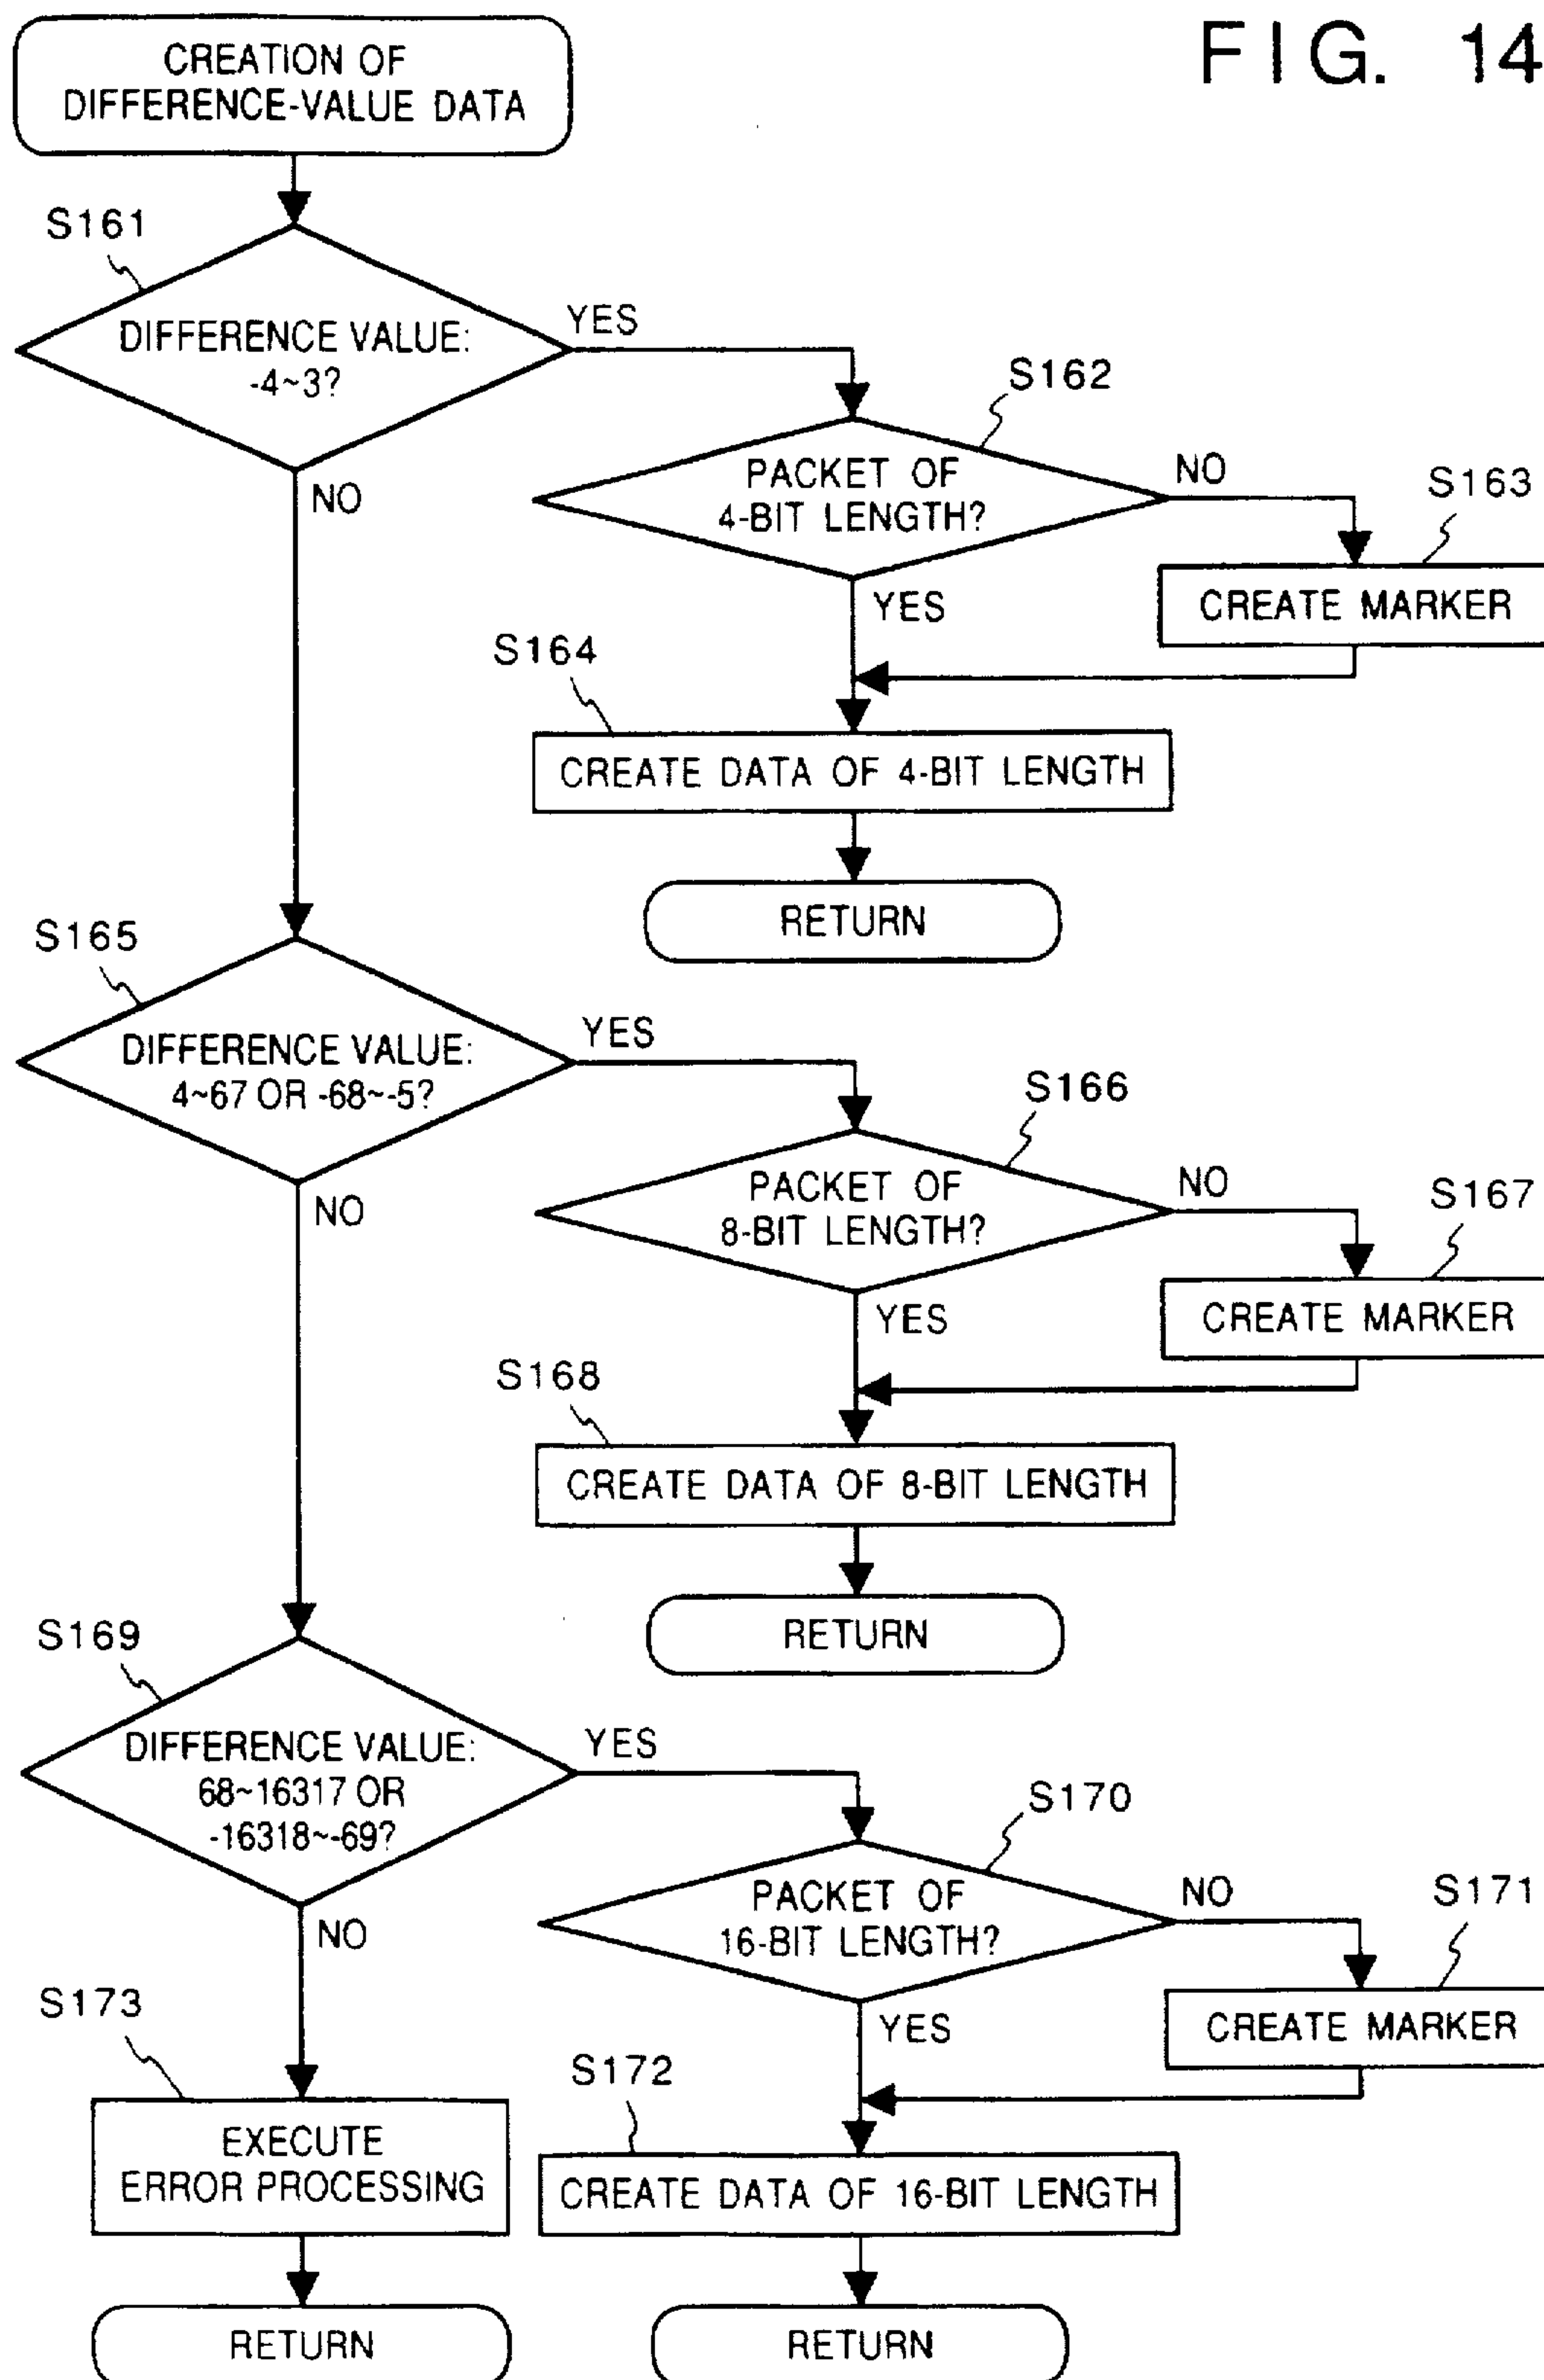 FIG. 14
CREATION OF
DIFFERENCE-VALUE DATA
S161
DIFFERENCE VALUE:
-4~3?
YES
NO
S162
PACKET OF
4-BIT LENGTH?
NO
YES
S163
CREATE MARKER
S164
CREATE DATA OF 4-BIT LENGTH
RETURN
S165
DIFFERENCE VALUE:
4~67 OR -68~-5?
YES
NO
S166
PACKET OF
8-BIT LENGTH?
NO
YES
S167
CREATE MARKER
S168
CREATE DATA OF 8-BIT LENGTH
RETURN
S169
DIFFERENCE VALUE:
68~16317 OR
-16318~-69?
YES
NO
S170
PACKET OF
16-BIT LENGTH?
NO
YES
S171
CREATE MARKER
S172
CREATE DATA OF 16-BIT LENGTH
RETURN
S173
EXECUTE
ERROR PROCESSING
RETURN